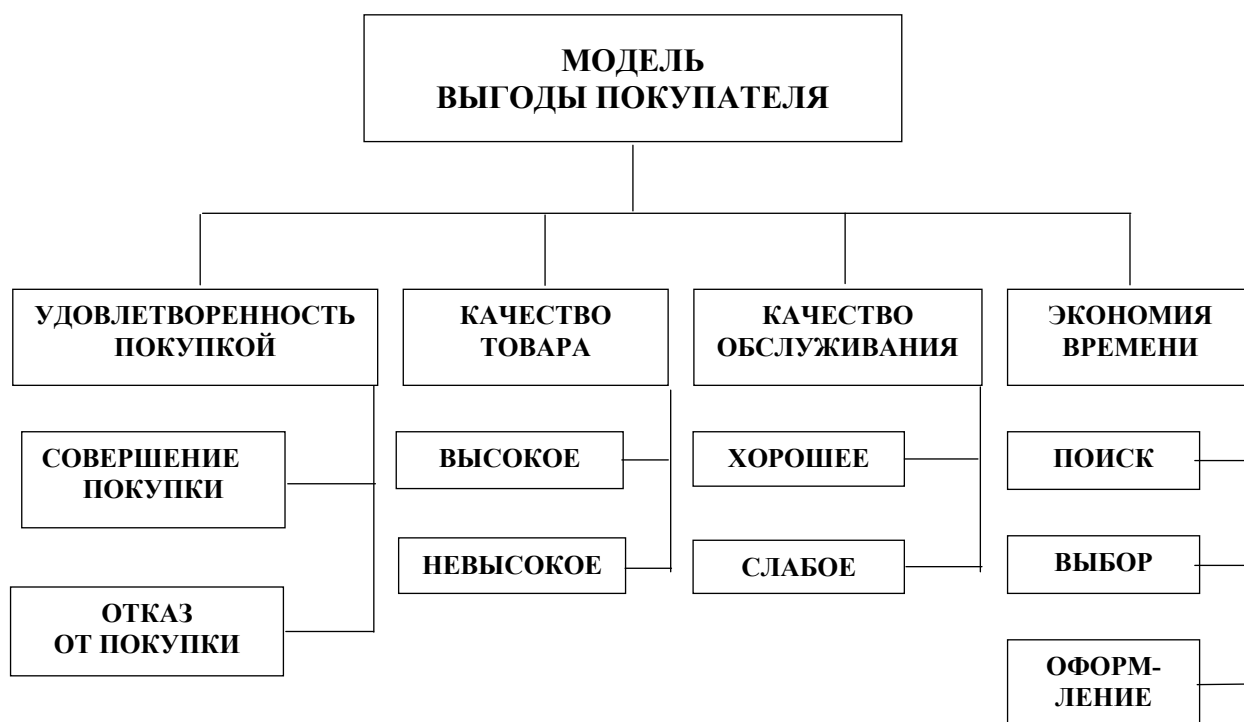 МОДЕЛЬ
ВЫГОДЫ ПОКУПАТЕЛЯ
УДОВЛЕТВОРЕННОСТЬ
ПОКУПКОЙ
КАЧЕСТВО
ТОВАРА
КАЧЕСТВО
ОБСЛУЖИВАНИЯ
ЭКОНОМИЯ
ВРЕМЕНИ
СОВЕРШЕНИЕ
ПОКУПКИ
ВЫСОКОЕ
ХОРОШЕЕ
ПОИСК
НЕВЫСОКОЕ
СЛАБОЕ
ВЫБОР
ОТКАЗ
ОТ ПОКУПКИ
ОФОРМ-
ЛЕНИЕ